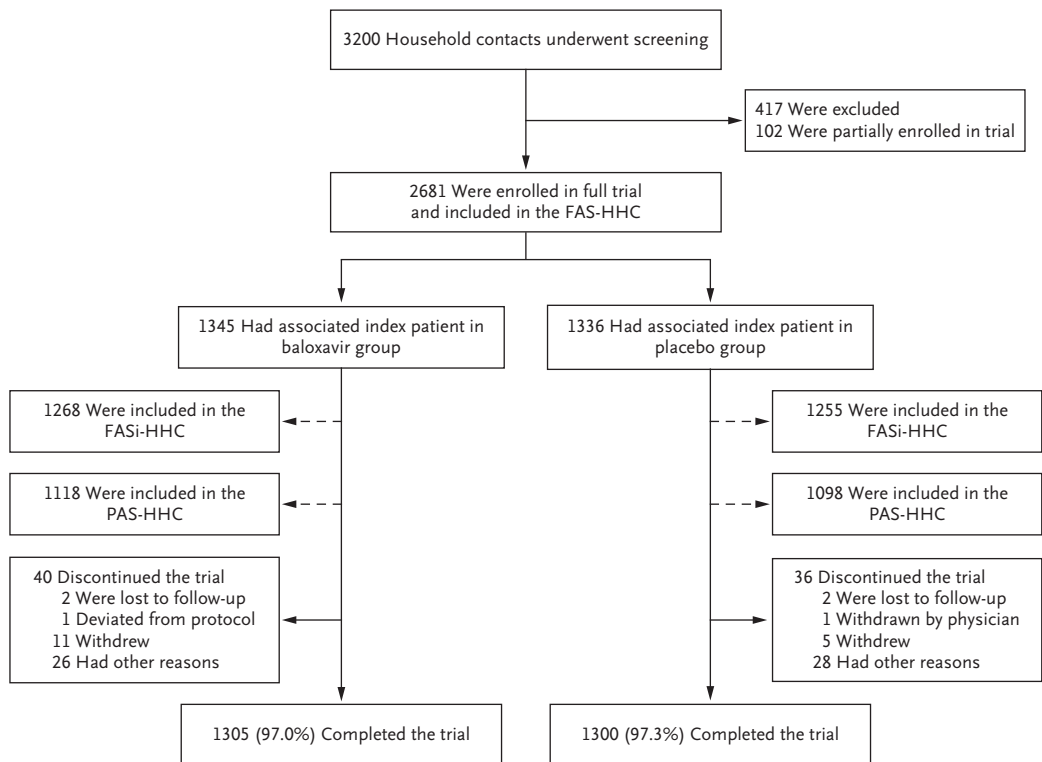 3200 Household contacts underwent screening
417 Were excluded
102 Were partially enrolled in trial
2681 Were enrolled in full trial
and included in the FAS-HHC
1345 Had associated index patient in
baloxavir group
1336 Had associated index patient in
placebo group
1268 Were included in the
FASi-HHC
1255 Were included in the
FASi-HHC
1118 Were included in the
PAS-HHC
1098 Were included in the
PAS-HHC
40 Discontinued the trial
2 Were lost to follow-up
1 Deviated from protocol
11 Withdrew
26 Had other reasons
36 Discontinued the trial
2 Were lost to follow-up
1 Withdrawn by physician
5 Withdrew
28 Had other reasons
1305 (97.0%) Completed the trial
1300 (97.3%) Completed the trial